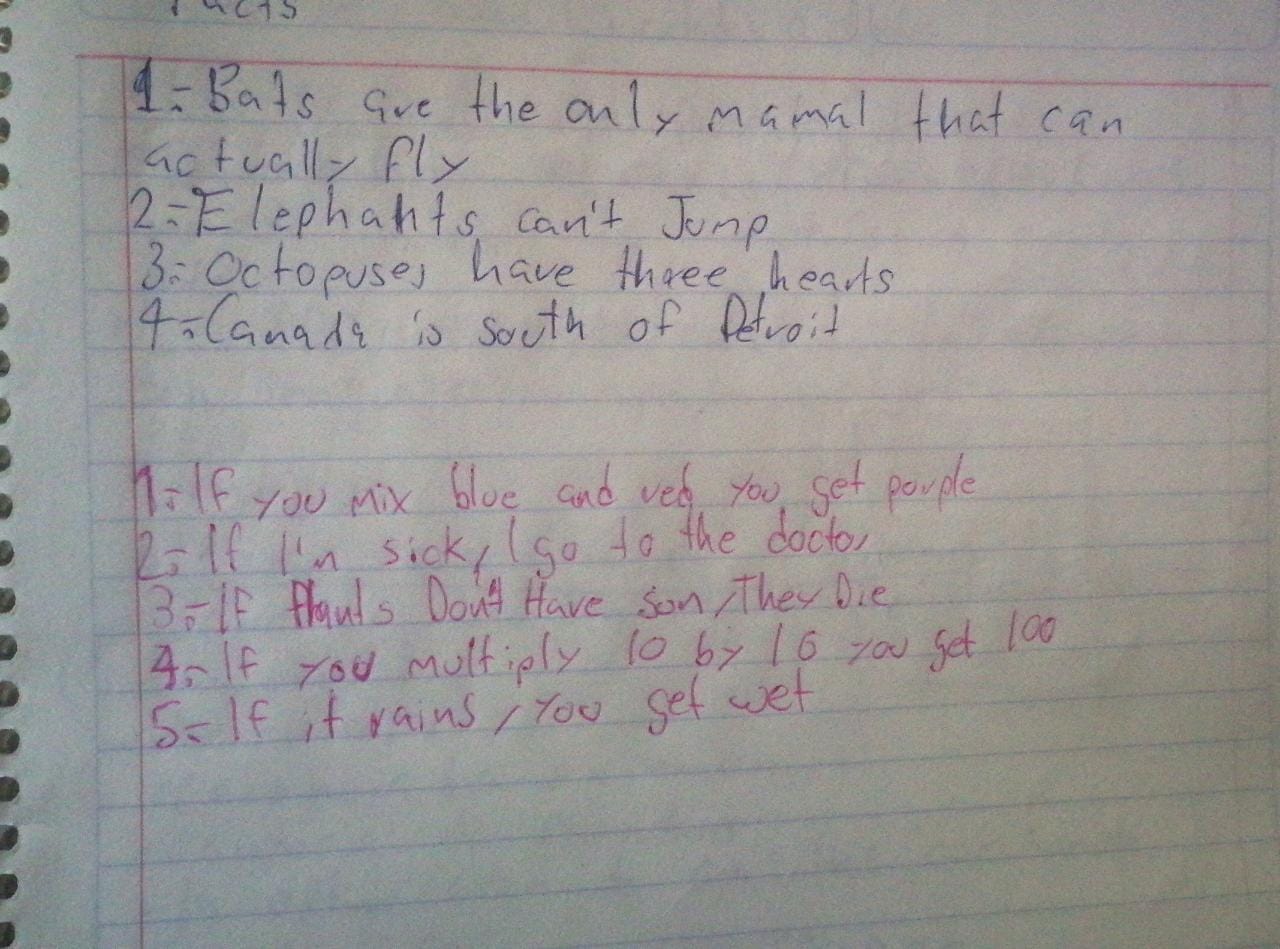 Facts
1=Bats are the only mamal that can
actually fly
2=Elephants can't Jump
3= Octopuses have three hearts
4=Canada is south of Detroit
1=If you mix blue and red you get pourple
2=If I'm sick, I go to the doctor
3=If Plants Don't Have son, They Die
4=If you multiply 10 by 10 you get 100
5=If it rains, You get wet